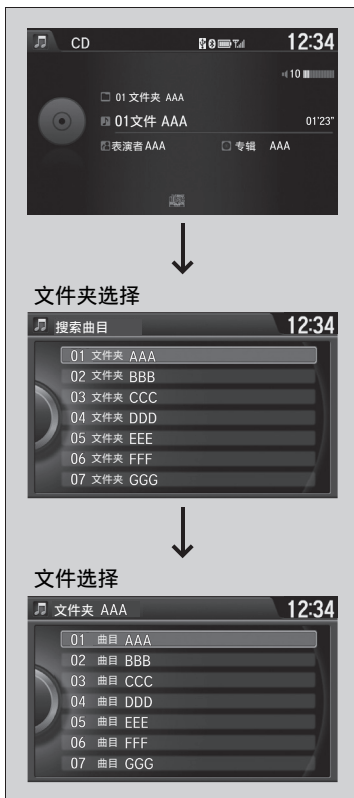 CD 12:34
10
01 文件夹 AAA
01文件 AAA 01'23"
表演者 AAA 专辑 AAA
文件夹选择
搜索曲目 12:34
01 文件夹 AAA
02 文件夹 BBB
03 文件夹 CCC
04 文件夹 DDD
05 文件夹 EEE
06 文件夹 FFF
07 文件夹 GGG
文件选择
文件夹 AAA 12:34
01 曲目 AAA
02 曲目 BBB
03 曲目 CCC
04 曲目 DDD
05 曲目 EEE
06 曲目 FFF
07 曲目 GGG